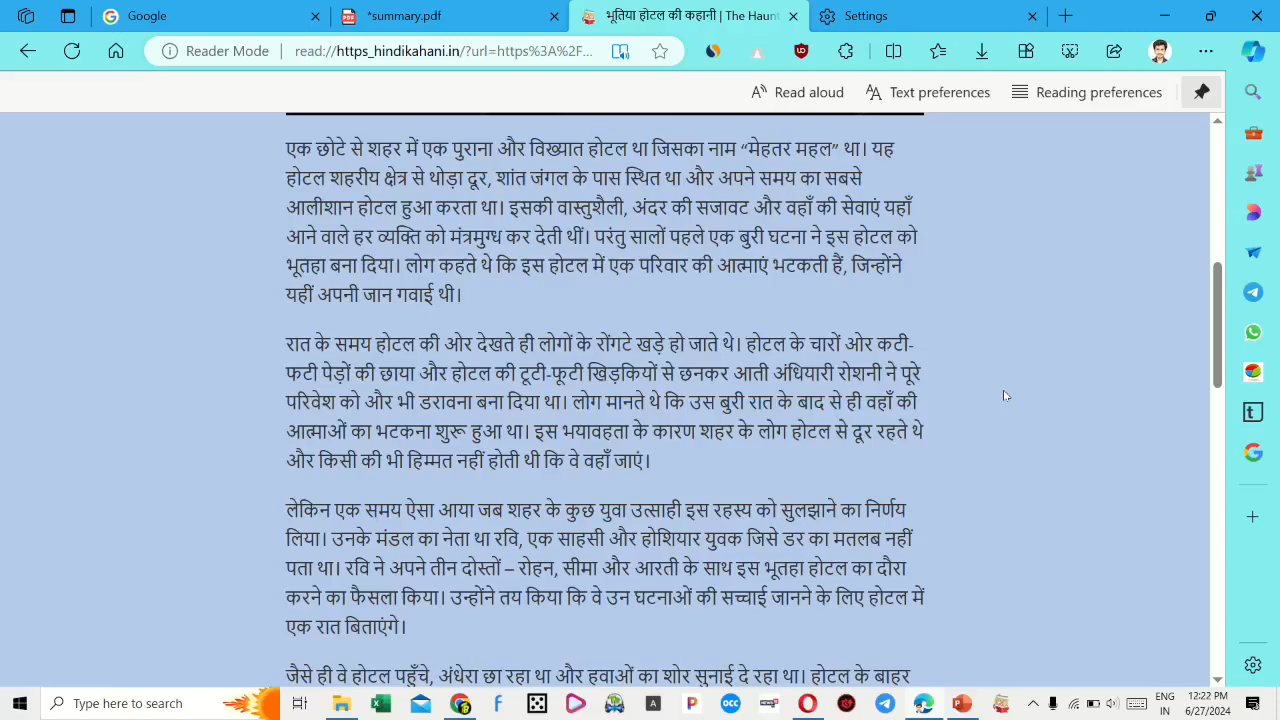 Google
*summary.pdf
भूतिया होटल की कहानी | The Haunt
Settings
Reader Mode
read://https_hindikahani.in/?url=https%3A%2F...
Read aloud
Text preferences
Reading preferences
एक छोटे से शहर में एक पुराना और विख्यात होटल था जिसका नाम “मेहतर महल” था। यह
होटल शहरीय क्षेत्र से थोड़ा दूर, शांत जंगल के पास स्थित था और अपने समय का सबसे
आलीशान होटल हुआ करता था। इसकी वास्तुशैली, अंदर की सजावट और वहाँ की सेवाएं यहाँ
आने वाले हर व्यक्ति को मंत्रमुग्ध कर देती थीं। परंतु सालों पहले एक बुरी घटना ने इस होटल को
भूतहा बना दिया। लोग कहते थे कि इस होटल में एक परिवार की आत्माएं भटकती हैं, जिन्होंने
यहीं अपनी जान गवाई थी।
रात के समय होटल की ओर देखते ही लोगों के रोंगटे खड़े हो जाते थे। होटल के चारों ओर कटी-
फटी पेड़ों की छाया और होटल की टूटी-फूटी खिड़कियों से छनकर आती अंधियारी रोशनी ने पूरे
परिवेश को और भी डरावना बना दिया था। लोग मानते थे कि उस बुरी रात के बाद से ही वहाँ की
आत्माओं का भटकना शुरू हुआ था। इस भयावहता के कारण शहर के लोग होटल से दूर रहते थे
और किसी की भी हिम्मत नहीं होती थी कि वे वहाँ जाएं।
लेकिन एक समय ऐसा आया जब शहर के कुछ युवा उत्साही इस रहस्य को सुलझाने का निर्णय
लिया। उनके मंडल का नेता था रवि, एक साहसी और होशियार युवक जिसे डर का मतलब नहीं
पता था। रवि ने अपने तीन दोस्तों – रोहन, सीमा और आरती के साथ इस भूतहा होटल का दौरा
करने का फैसला किया। उन्होंने तय किया कि वे उन घटनाओं की सच्चाई जानने के लिए होटल में
एक रात बिताएंगे।
जैसे ही वे होटल पहुँचे, अंधेरा छा रहा था और हवाओं का शोर सुनाई दे रहा था। होटल के बाहर
Type here to search
ENG
IN
12:22 PM
6/27/2024